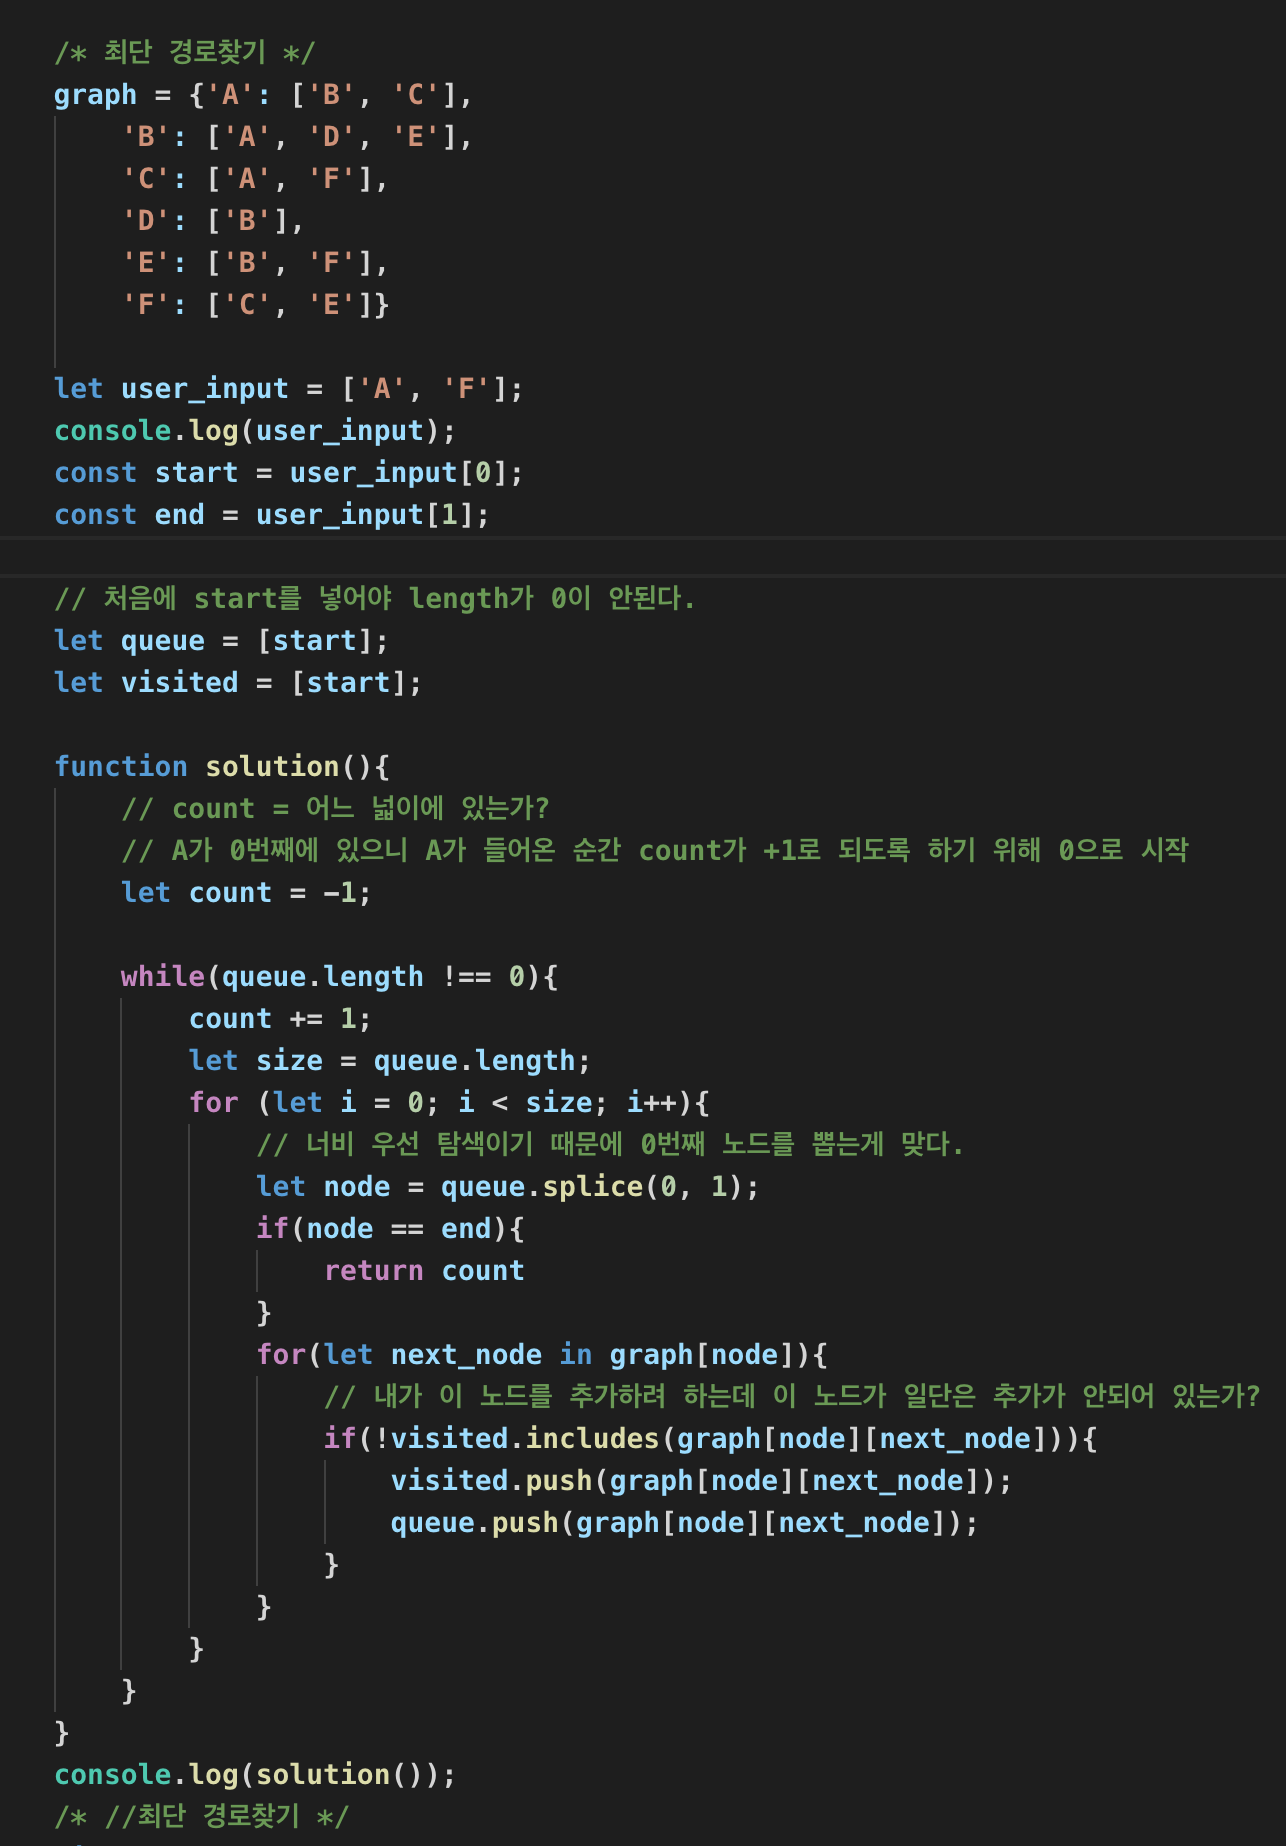 /* 최단 경로찾기 */
graph = {'A': ['B', 'C'],
    'B': ['A', 'D', 'E'],
    'C': ['A', 'F'],
    'D': ['B'],
    'E': ['B', 'F'],
    'F': ['C', 'E']}

let user_input = ['A', 'F'];
console.log(user_input);
const start = user_input[0];
const end = user_input[1];

// 처음에 start를 넣어야 length가 0이 안된다.
let queue = [start];
let visited = [start];

function solution(){
    // count = 어느 넓이에 있는가?
    // A가 0번째에 있으니 A가 들어온 순간 count가 +1로 되도록 하기 위해 0으로 시작
    let count = -1;

    while(queue.length !== 0){
        count += 1;
        let size = queue.length;
        for (let i = 0; i < size; i++){
            // 너비 우선 탐색이기 때문에 0번째 노드를 뽑는게 맞다.
            let node = queue.splice(0, 1);
            if(node == end){
                return count
            }
            for(let next_node in graph[node]){
                // 내가 이 노드를 추가하려 하는데 이 노드가 일단은 추가가 안되어 있는가?
                if(!visited.includes(graph[node][next_node])){
                    visited.push(graph[node][next_node]);
                    queue.push(graph[node][next_node]);
                }
            }
        }
    }
}
console.log(solution());
/* //최단 경로찾기 */